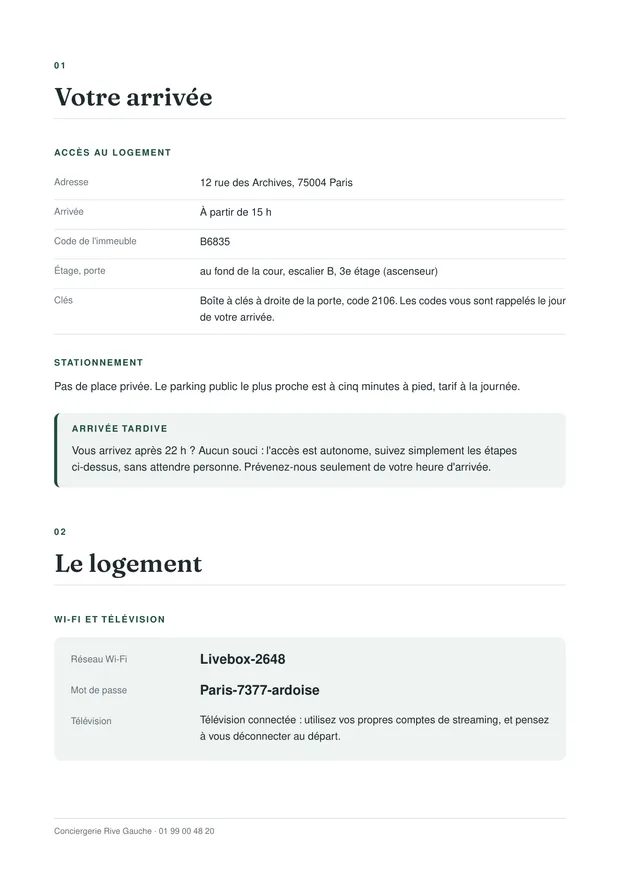 01
Votre arrivée
ACCÈS AU LOGEMENT
Adresse 12 rue des Archives, 75004 Paris
Arrivée À partir de 15 h
Code de l'immeuble B6835
Étage, porte au fond de la cour, escalier B, 3e étage (ascenseur)
Clés Boîte à clés à droite de la porte, code 2106. Les codes vous sont rappelés le jour
de votre arrivée.
STATIONNEMENT
Pas de place privée. Le parking public le plus proche est à cinq minutes à pied, tarif à la journée.
ARRIVÉE TARDIVE
Vous arrivez après 22 h ? Aucun souci : l'accès est autonome, suivez simplement les étapes
ci-dessus, sans attendre personne. Prévenez-nous seulement de votre heure d'arrivée.
02
Le logement
WI-FI ET TÉLÉVISION
Réseau Wi-Fi Livebox-2648
Mot de passe Paris-7377-ardoise
Télévision Télévision connectée : utilisez vos propres comptes de streaming, et pensez
à vous déconnecter au départ.
Conciergerie Rive Gauche · 01 99 00 48 20